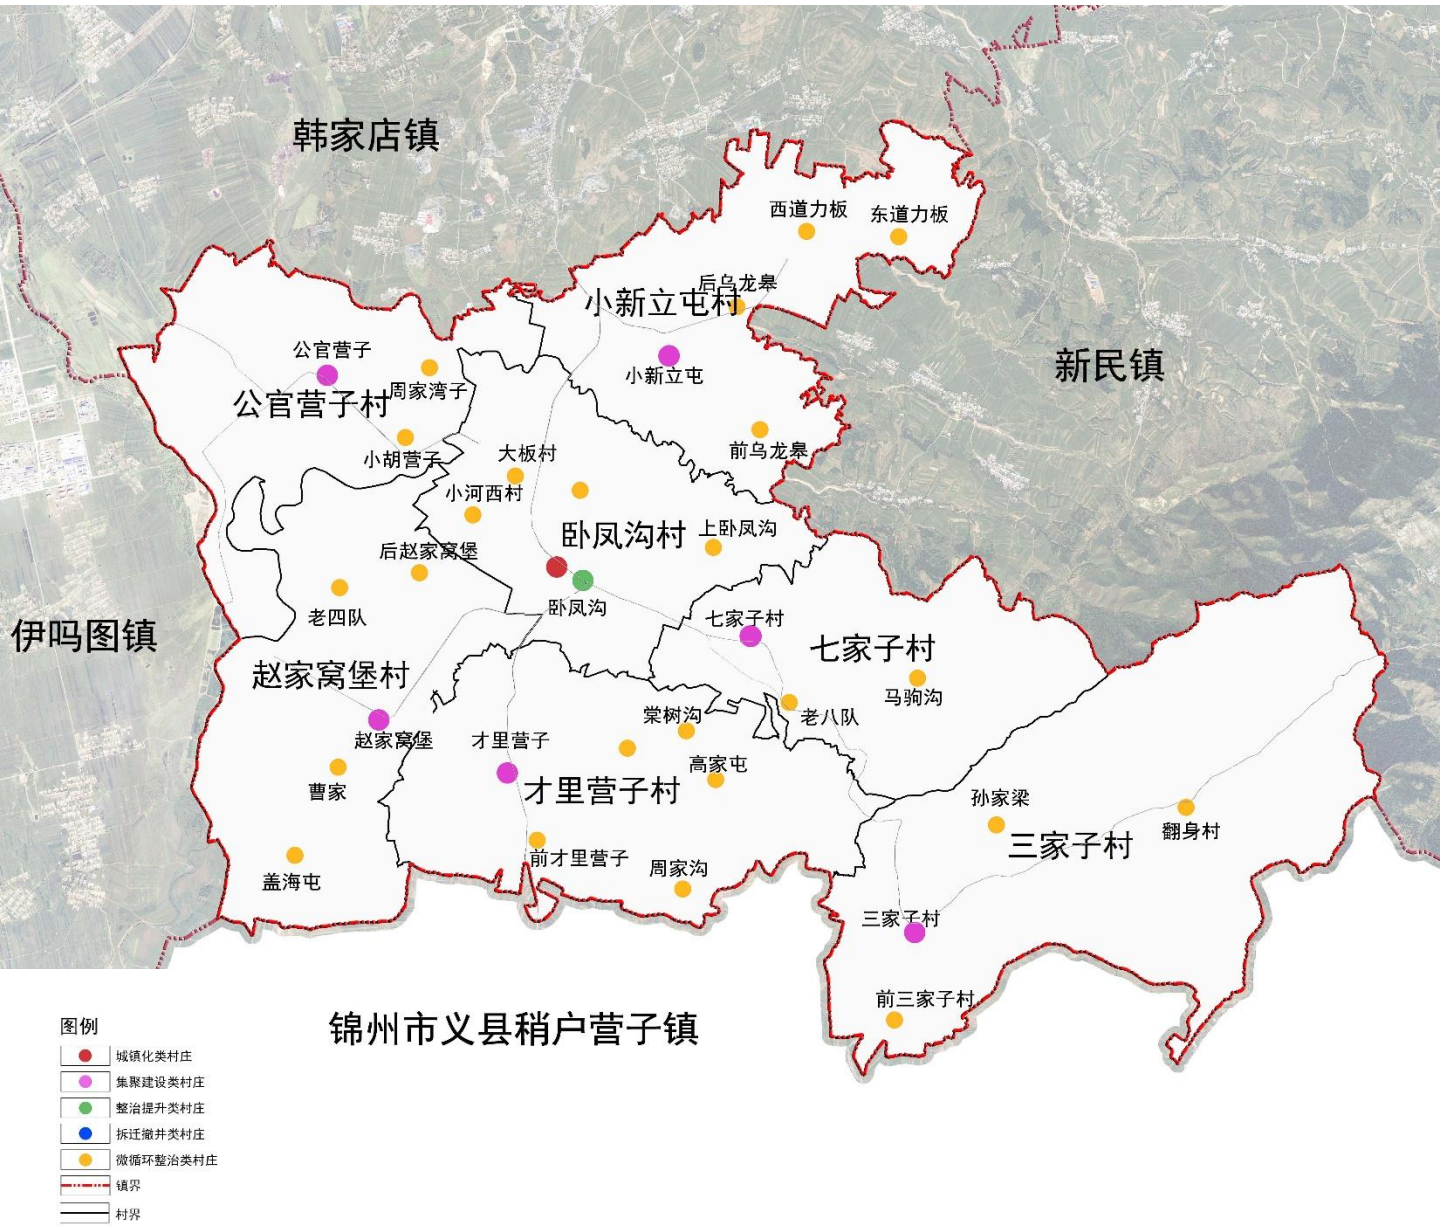 韩家店镇
西道力板
东道力板
后乌龙皋
小新立屯村
公官营子
小新立屯
新民镇
周家湾子
公官营子村
前乌龙皋
小胡营子
大板村
小河西村
上卧凤沟
卧凤沟村
后赵家窝堡
卧凤沟
老四队
七家子村
伊吗图镇
七家子村
赵家窝堡村
马驹沟
棠树沟
老八队
赵家窝堡
才里营子
高家屯
曹家
才里营子村
孙家梁
翻身村
三家子村
前才里营子
周家沟
盖海屯
三家子村
前三家子村
锦州市义县稍户营子镇
图例
城镇化类村庄
集聚建设类村庄
整治提升类村庄
拆迁撤并类村庄
微循环整治类村庄
镇界
村界